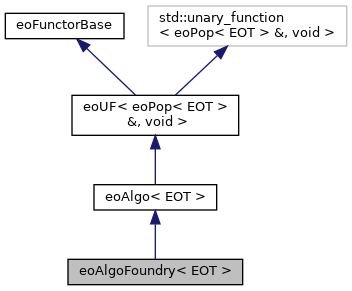 eoFunctorBase
std::unary_function
< eoPop< EOT > &, void >
eoUF< eoPop< EOT >
&, void >
eoAlgo< EOT >
eoAlgoFoundry< EOT >